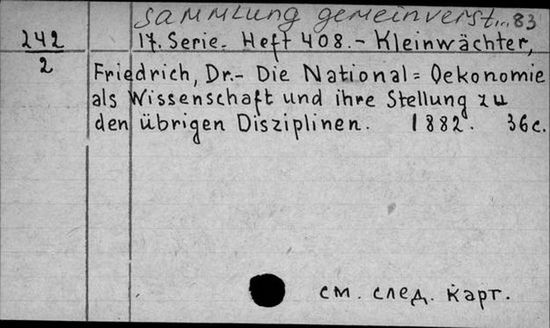 Sammlung gemeinverst... 83
242
2
17. Serie. Heft 408.- Kleinwächter,
Friedrich, Dr.- Die National=Oekonomie
als Wissenschaft und ihre Stellung zu
den übrigen Disziplinen. 1882. 36c.
см. след. карт.